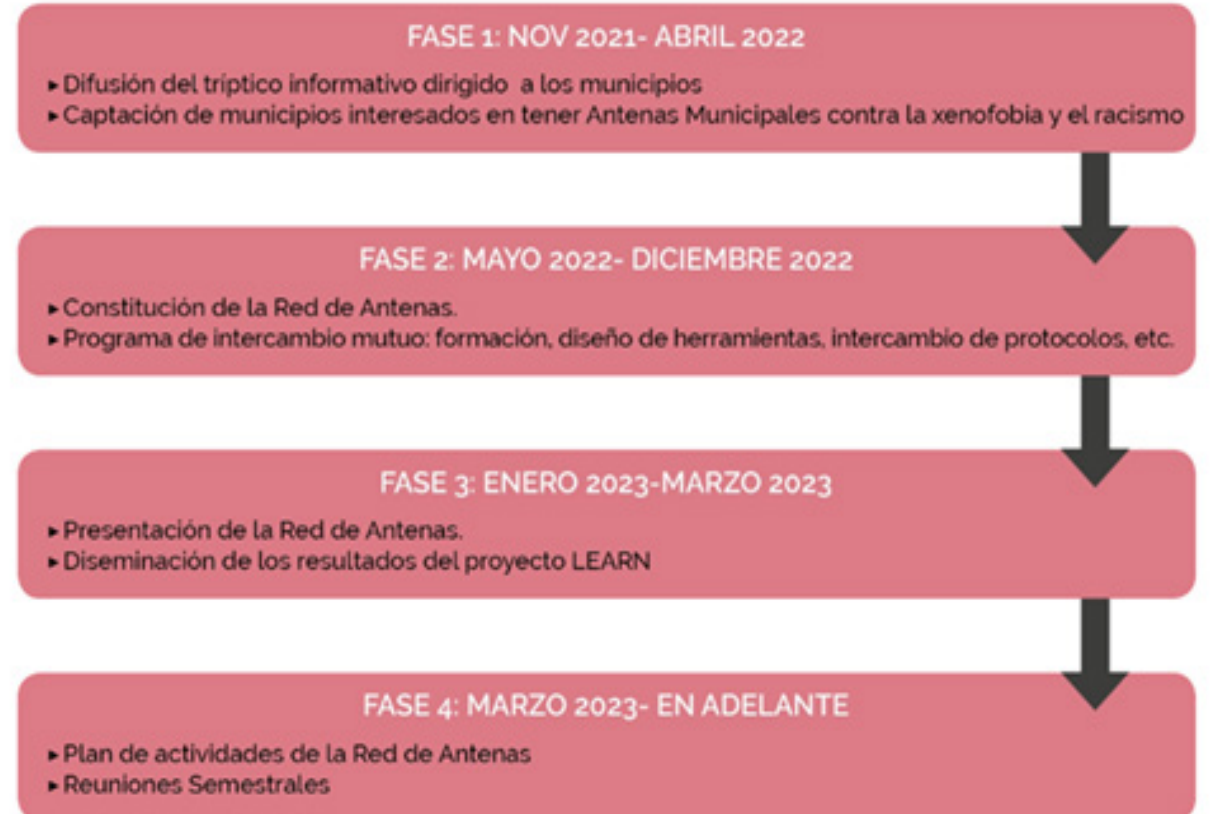 FASE 1: NOV 2021- ABRIL 2022
▸ Difusión del tríptico informativo dirigido a los municipios
▸ Captación de municipios interesados en tener Antenas Municipales contra la xenofobia y el racismo
FASE 2: MAYO 2022- DICIEMBRE 2022
▸ Constitución de la Red de Antenas.
▸ Programa de intercambio mutuo: formación, diseño de herramientas, intercambio de protocolos, etc.
FASE 3: ENERO 2023-MARZO 2023
▸ Presentación de la Red de Antenas.
▸ Diseminación de los resultados del proyecto LEARN
FASE 4: MARZO 2023- EN ADELANTE
▸ Plan de actividades de la Red de Antenas
▸ Reuniones Semestrales